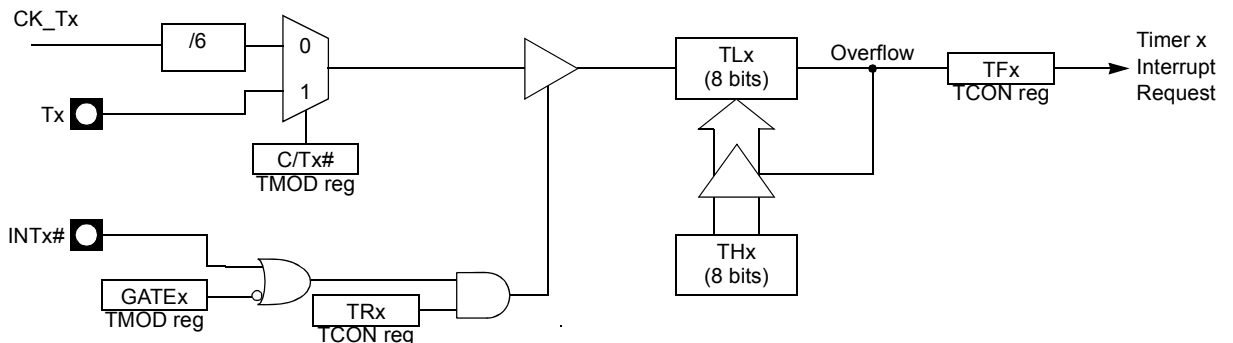 CK_Tx
/6
0
1
Tx
C/Tx#
TMOD reg
INTx#
GATEx
TMOD reg
TRx
TCON reg
TLx
(8 bits)
THx
(8 bits)
Overflow
TFx
TCON reg
Timer x
Interrupt
Request